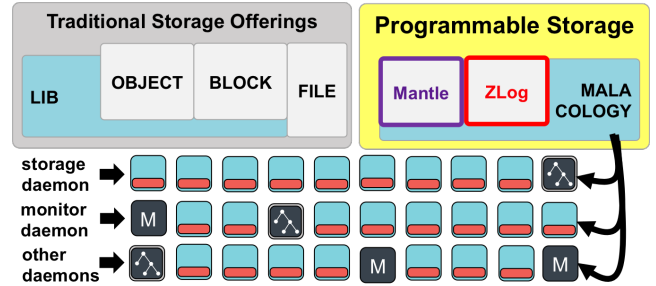 Traditional Storage Offerings
LIB
OBJECT
BLOCK
FILE
Programmable Storage
Mantle
ZLog
MALA
COLOGY
storage
daemon
monitor
daemon
M
other
daemons
M
M